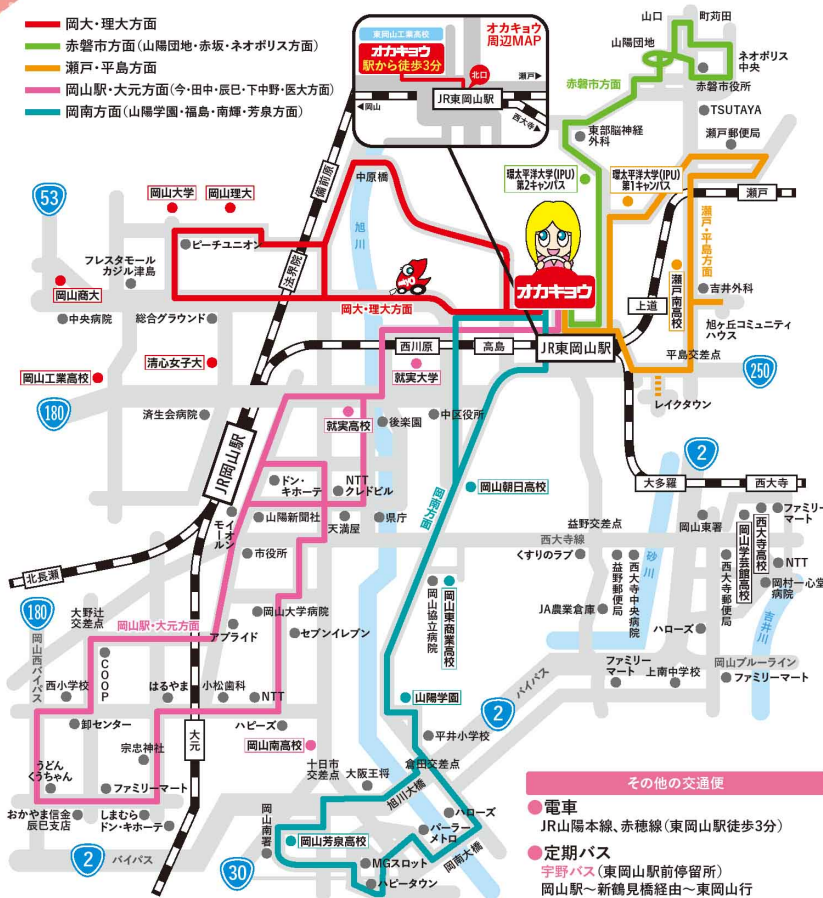 岡大・理大方面
赤磐市方面(山陽団地・赤坂・ネオポリス方面)
瀬戸・平島方面
岡山駅・大元方面(今・田中・辰巳・下中野・医大方面)
岡南方面(山陽学園・福島・南輝・芳泉方面)
東岡山工業高校
オカキョウ
駅から徒歩3分
オカキョウ
周辺MAP
北口
瀬戸▶
JR東岡山駅
◀岡山
西大寺▶
山口
町苅田
山陽団地
ネオポリス
中央
赤磐市方面
赤磐市役所
TSUTAYA
瀬戸郵便局
東部脳神経
外科
環太平洋大学(IPU)
第2キャンパス
環太平洋大学(IPU)
第1キャンパス
瀬戸
瀬戸・平島方面
53
岡山大学
岡山理大
備前原
中原橋
旭川
ピーチユニオン
法界院
フレスタモール
カジル津島
岡山商大
中央病院
総合グラウンド
岡大・理大方面
オカキョウ
瀬戸南高校
吉井外科
上道
旭ヶ丘コミュニティ
ハウス
平島交差点
250
レイクタウン
岡山工業高校
清心女子大
西川原
高島
JR東岡山駅
就実大学
180
済生会病院
就実高校
後楽園
中区役所
JR岡山駅
2
大多羅
西大寺
ドン・
キホーテ
NTT
クレドビル
岡山朝日高校
岡南方面
イオン
モール
山陽新聞社
天満屋
県庁
市役所
西大寺線
益野交差点
くすりのラブ
岡山東署
ファミリー
マート
西大寺高校
岡山学芸館高校
NTT
岡村一心堂
病院
西大寺郵便局
西大寺中央病院
益野郵便局
砂川
吉井川
北長瀬
180
大野辻
交差点
岡山駅・大元方面
岡山西バイパス
岡山大学病院
アプライド
セブンイレブン
岡山協立病院
岡山東商業高校
JA農業倉庫
ハローズ
ファミリー
マート
上南中学校
岡山ブルーライン
ファミリーマート
COOP
西小学校
はるやま
小松歯科
NTT
山陽学園
バイパス
2
卸センター
大元
ハピーズ
宗忠神社
岡山南高校
平井小学校
うどん
くうちゃん
ファミリーマート
十日市
交差点
大阪王将
倉田交差点
旭川大橋
おかやま信金
辰巳支店
しまむら
ドン・キホーテ
岡山南署
岡山芳泉高校
ハローズ
パーラー
メトロ
岡南大橋
MGスロット
ハピータウン
2
バイパス
30
その他の交通便
電車
JR山陽本線、赤穂線(東岡山駅徒歩3分)
定期バス
宇野バス(東岡山駅前停留所)
岡山駅~新鶴見橋経由~東岡山行